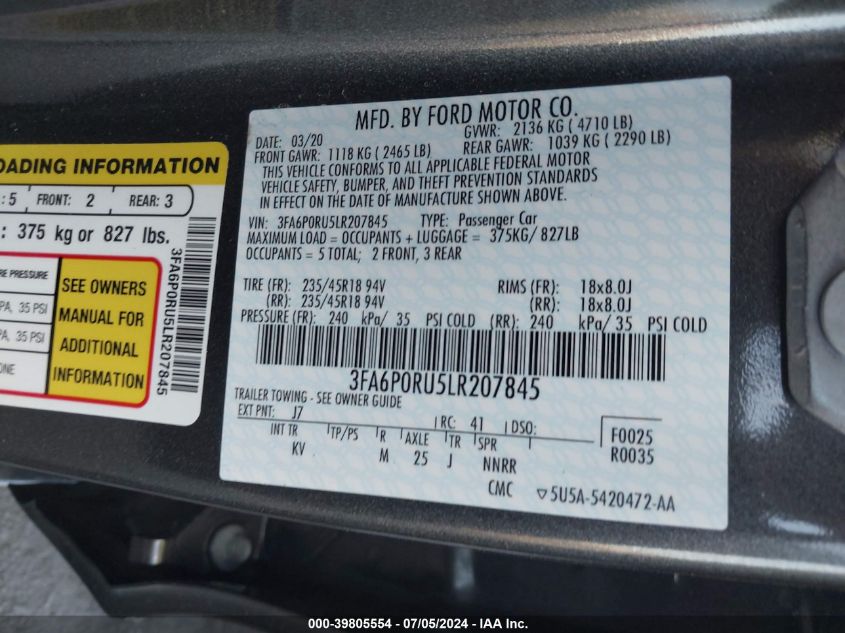 OADING INFORMATION
: 5 FRONT: 2 REAR: 3
: 375 kg or 827 lbs.
RE PRESSURE
PA, 35 PSI
PA, 35 PSI
ONE
SEE OWNERS
MANUAL FOR
ADDITIONAL
INFORMATION
3FA6P0RU5LR207845
MFD. BY FORD MOTOR CO.
DATE: 03/20 GVWR: 2136 KG ( 4710 LB)
FRONT GAWR: 1118 KG ( 2465 LB) REAR GAWR: 1039 KG ( 2290 LB)
THIS VEHICLE CONFORMS TO ALL APPLICABLE FEDERAL MOTOR
VEHICLE SAFETY, BUMPER, AND THEFT PREVENTION STANDARDS
IN EFFECT ON THE DATE OF MANUFACTURE SHOWN ABOVE.
VIN: 3FA6P0RU5LR207845 TYPE: Passenger Car
MAXIMUM LOAD = OCCUPANTS + LUGGAGE = 375KG/ 827LB
OCCUPANTS = 5 TOTAL; 2 FRONT, 3 REAR
TIRE (FR): 235/45R18 94V RIMS (FR): 18x8.0J
(RR): 235/45R18 94V (RR): 18x8.0J
PRESSURE (FR): 240 kPa/ 35 PSI COLD (RR): 240 kPa/ 35 PSI COLD
3FA6P0RU5LR207845
TRAILER TOWING - SEE OWNER GUIDE
EXT PNT: J7 RC: 41 DSO:
INT TR TP/PS R AXLE TR SPR
KV M 25 J NNRR
F0025
R0035
CMC ▽5U5A-5420472-AA
000-39805554 - 07/05/2024 - IAA Inc.